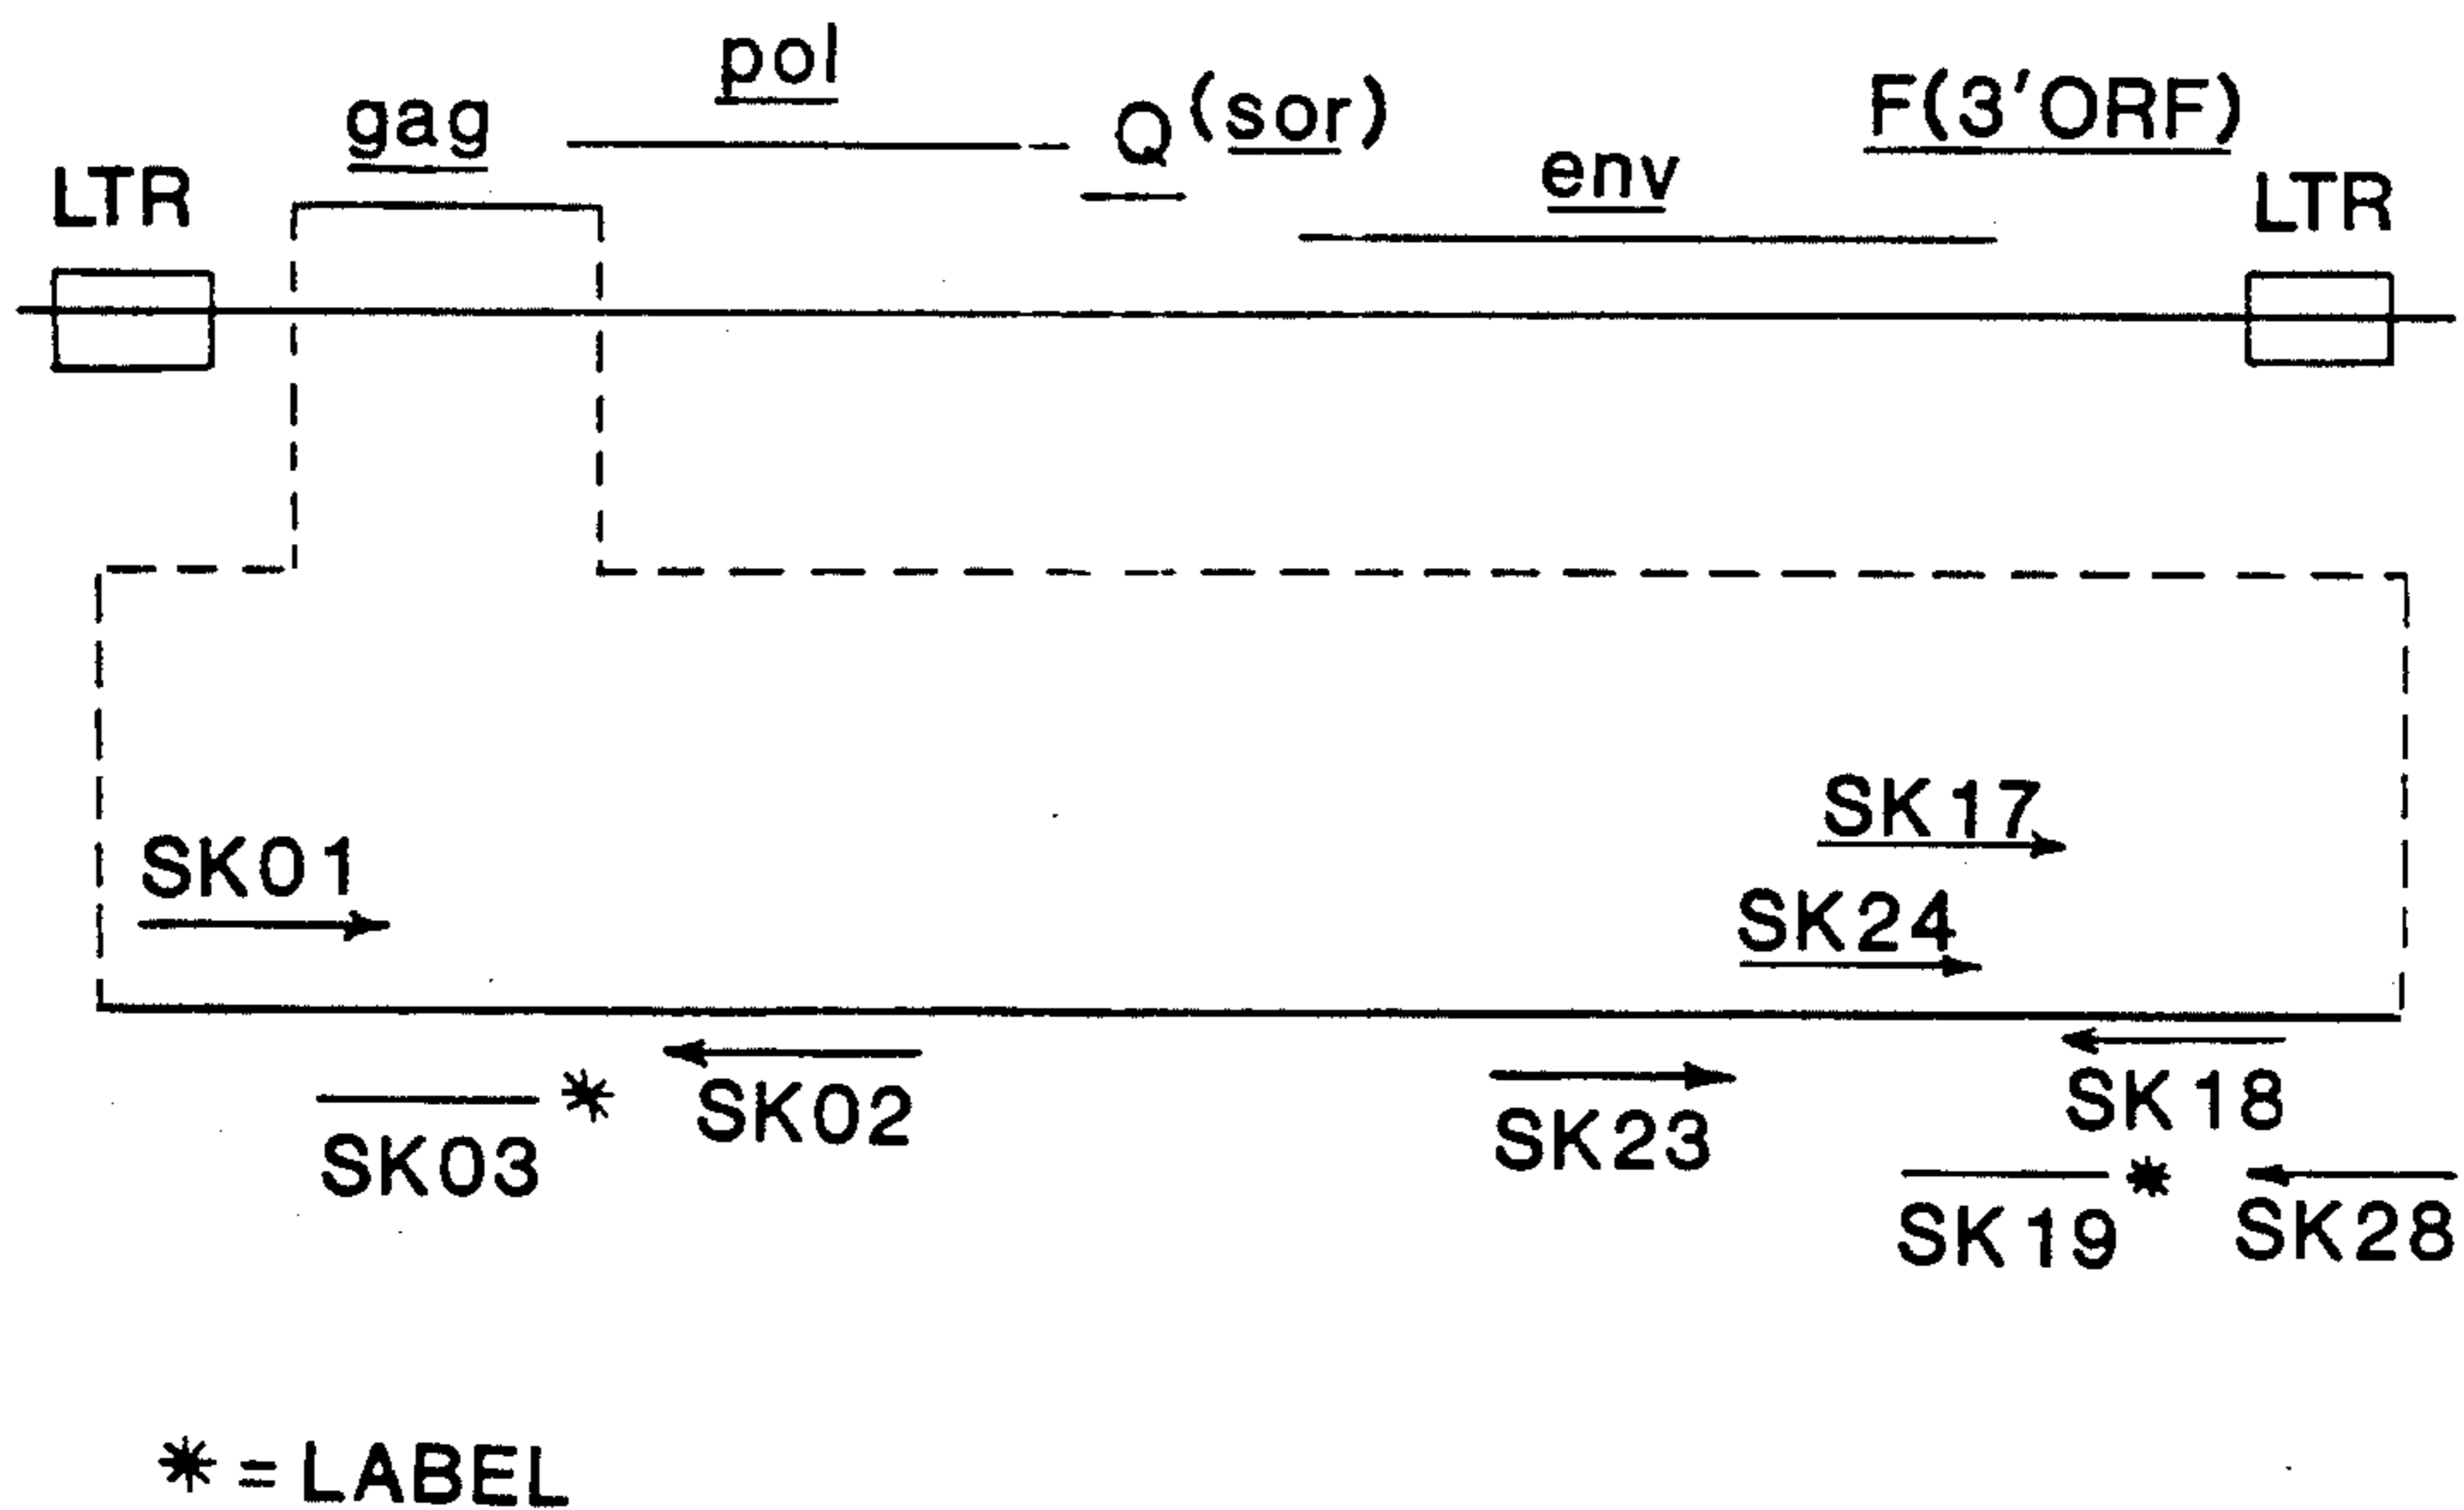 pol
gag
Q(sor)
F(3'ORF)
env
LTR
LTR
SK17
SK01
SK24
SK02
SK18
SK03
SK23
SK19
SK28
* = LABEL